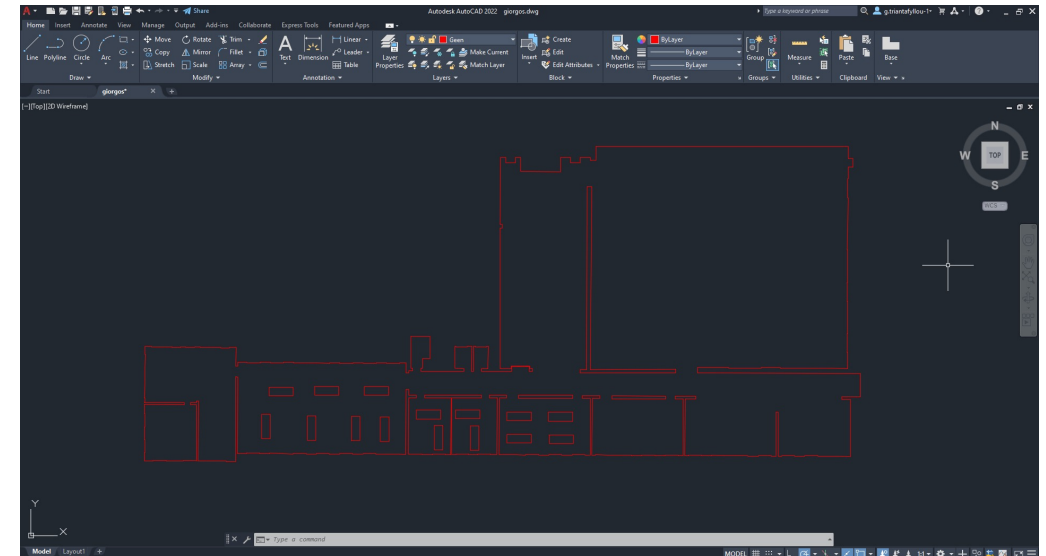 Share
Autodesk AutoCAD 2022 giorgos.dwg
Type a keyword or phrase
g.triantafyllou-1
Home Insert Annotate View Manage Output Add-ins Collaborate Express Tools Featured Apps
Line Polyline Circle Arc
Move Rotate Trim
Copy Mirror Fillet
Stretch Scale Array
Text Dimension
Linear
Leader
Table
Layer Properties
Make Current
Match Layer
Insert
Create
Edit
Edit Attributes
Match Properties
ByLayer
ByLayer
ByLayer
Group
Measure
Paste
Base
Draw Modify Annotation Layers Block Properties Groups Utilities Clipboard View
Start giorgos* +
[-][Top][2D Wireframe]
N
W TOP E
S
WCS
Y
X
Type a command
Model Layout1 +
MODEL 1:1